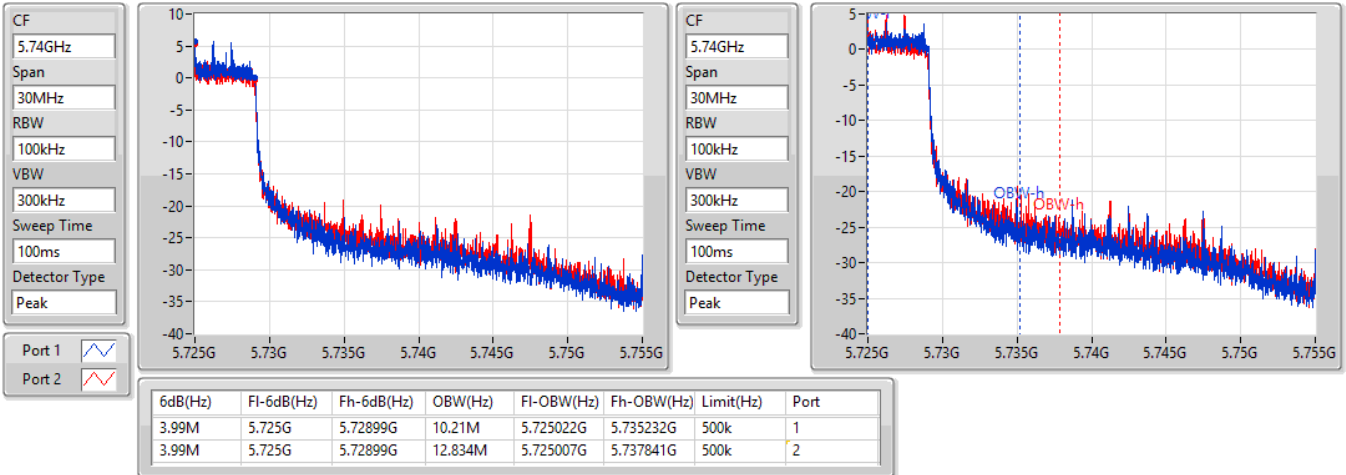 CF
5.74GHz
Span
30MHz
RBW
100kHz
VBW
300kHz
Sweep Time
100ms
Detector Type
Peak
10
5
0
-5
-10
-15
-20
-25
-30
-35
-40
5.725G 5.73G 5.735G 5.74G 5.745G 5.75G 5.755G
CF
5.74GHz
Span
30MHz
RBW
100kHz
VBW
300kHz
Sweep Time
100ms
Detector Type
Peak
5
0
-5
-10
-15
-20
-25
-30
-35
-40
OBW-h
OBW-h
5.725G 5.73G 5.735G 5.74G 5.745G 5.75G 5.755G
Port 1
Port 2
6dB(Hz) Fl-6dB(Hz) Fh-6dB(Hz) OBW(Hz) Fl-OBW(Hz) Fh-OBW(Hz) Limit(Hz) Port
3.99M 5.725G 5.72899G 10.21M 5.725022G 5.735232G 500k 1
3.99M 5.725G 5.72899G 12.834M 5.725007G 5.737841G 500k 2